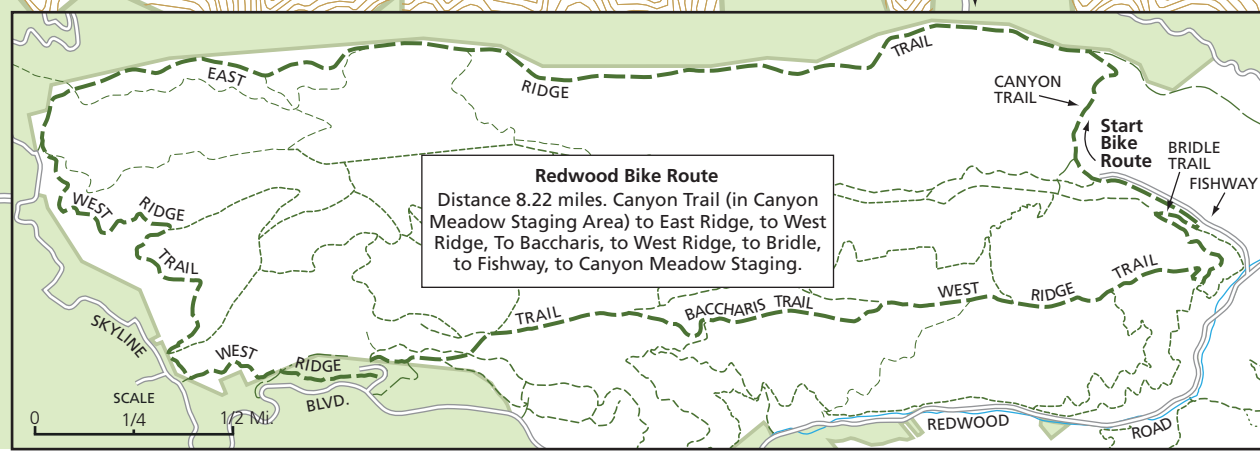 TRAIL
EAST
RIDGE
CANYON
TRAIL
Start
Bike
Route
BRIDLE
TRAIL
FISHWAY
Redwood Bike Route
Distance 8.22 miles. Canyon Trail (in Canyon
Meadow Staging Area) to East Ridge, to West
Ridge, To Baccharis, to West Ridge, to Bridle,
to Fishway, to Canyon Meadow Staging.
WEST
RIDGE
TRAIL
TRAIL
WEST
RIDGE
BACCHARIS TRAIL
TRAIL
SKYLINE
WEST
RIDGE
BLVD.
SCALE
0
1/4
1/2 Mi.
REDWOOD
ROAD